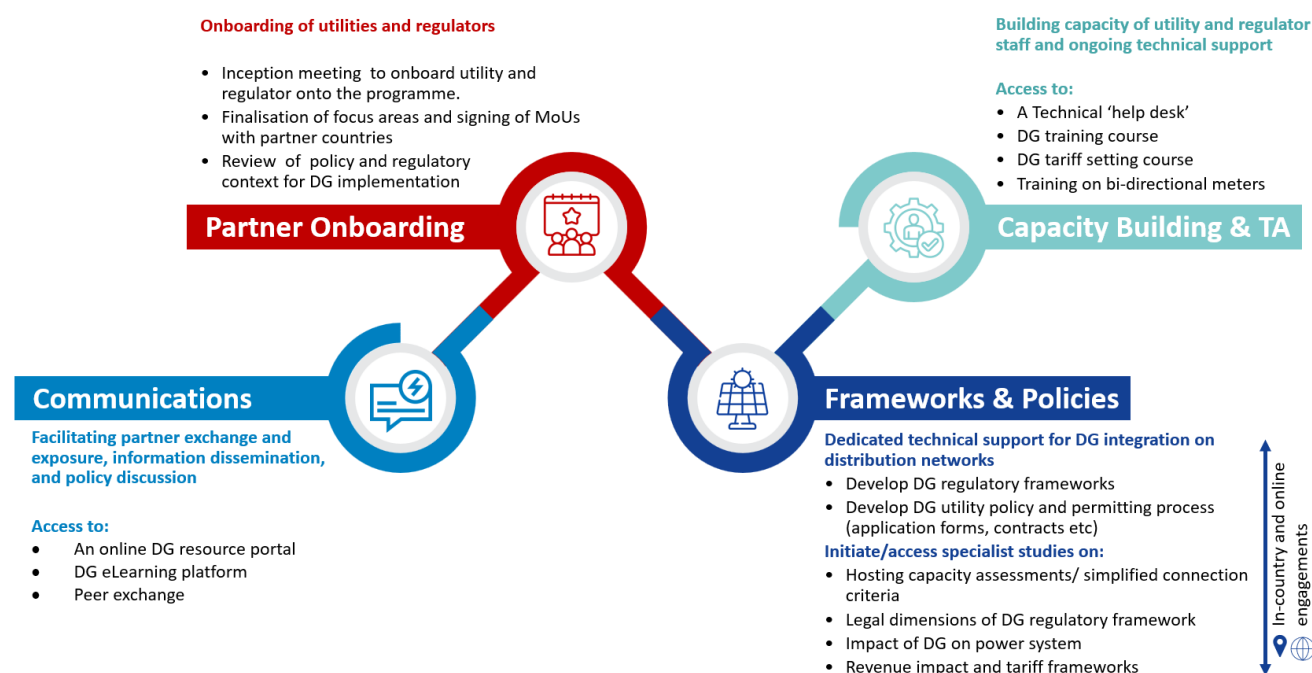 Onboarding of utilities and regulators
• Inception meeting to onboard utility and
regulator onto the programme.
• Finalisation of focus areas and signing of MoUs
with partner countries
• Review of policy and regulatory
context for DG implementation
Partner Onboarding
Building capacity of utility and regulator
staff and ongoing technical support
Access to:
• A Technical ‘help desk’
• DG training course
• DG tariff setting course
• Training on bi-directional meters
Capacity Building & TA
Communications
Facilitating partner exchange and
exposure, information dissemination,
and policy discussion
Access to:
• An online DG resource portal
• DG eLearning platform
• Peer exchange
Frameworks & Policies
Dedicated technical support for DG integration on
distribution networks
• Develop DG regulatory frameworks
• Develop DG utility policy and permitting process
(application forms, contracts etc)
Initiate/access specialist studies on:
• Hosting capacity assessments/ simplified connection
criteria
• Legal dimensions of DG regulatory framework
• Impact of DG on power system
• Revenue impact and tariff frameworks
In-country and online
engagements